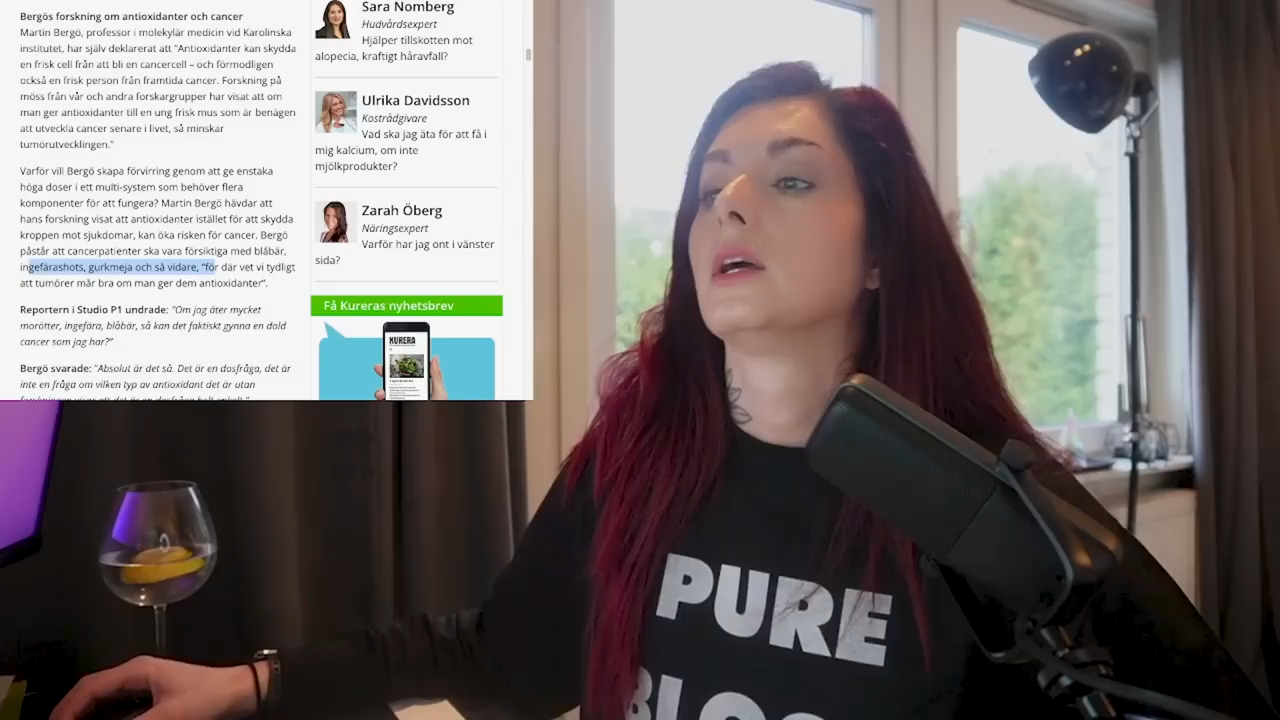 Bergös forskning om antioxidanter och cancer
Martin Bergö, professor i molekylär medicin vid Karolinska
institutet, har själv deklarerat att ”Antioxidanter kan skydda
en frisk cell från att bli en cancercell – och förmodligen
också en frisk person från framtida cancer. Forskning på
möss från vår och andra forskargrupper har visat att om
man ger antioxidanter till en ung frisk mus som är benägen
att utveckla cancer senare i livet, så minskar
tumörutvecklingen.”
Varför vill Bergö skapa förvirring genom att ge enstaka
höga doser i ett multi-system som behöver flera
komponenter för att fungera? Martin Bergö hävdar att
hans forskning visat att antioxidanter istället för att skydda
kroppen mot sjukdomar, kan öka risken för cancer. Bergö
påstår att cancerpatienter ska vara försiktiga med blåbär,
ingefärashots, gurkmeja och så vidare, ”för där vet vi tydligt
att tumörer mår bra om man ger dem antioxidanter”.
Reportern i Studio P1 undrade: ”Om jag äter mycket
morötter, ingefära, blåbär, så kan det faktiskt gynna en dold
cancer som jag har?”
Bergö svarade: ”Absolut är det så. Det är en dosfråga, det är
inte en fråga om vilken typ av antioxidant det är utan
forskningen visar att det är en dosfråga helt enkelt.”
Sara Nomberg
Hudvårdsexpert
Hjälper tillskotten mot
alopecia, kraftigt håravfall?
Ulrika Davidsson
Kostrådgivare
Vad ska jag äta för att få i
mig kalcium, om inte
mjölkprodukter?
Zarah Öberg
Näringsexpert
Varför har jag ont i vänster
sida?
Få Kureras nyhetsbrev
KURERA
PURE
BLOO